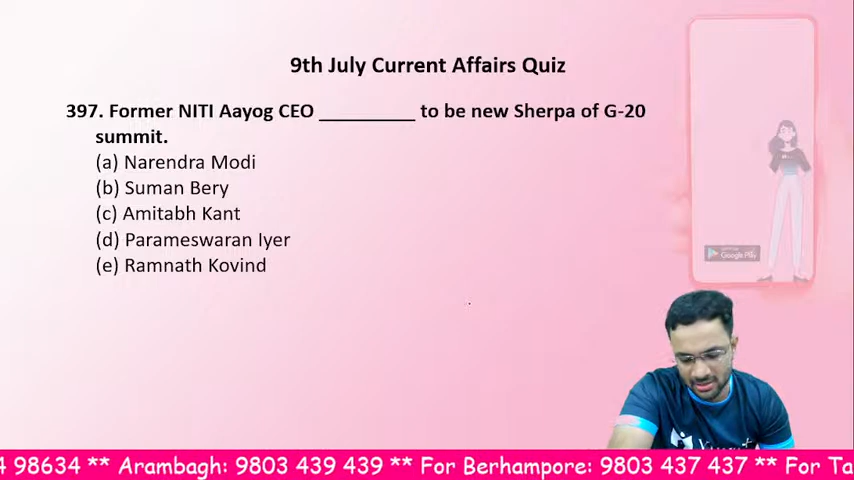 9th July Current Affairs Quiz
397. Former NITI Aayog CEO __________ to be new Sherpa of G-20
summit.
(a) Narendra Modi
(b) Suman Bery
(c) Amitabh Kant
(d) Parameswaran Iyer
(e) Ramnath Kovind
Google Play
4 98634 ** Arambagh: 9803 439 439 ** For Berhampore: 9803 437 437 ** For Ta